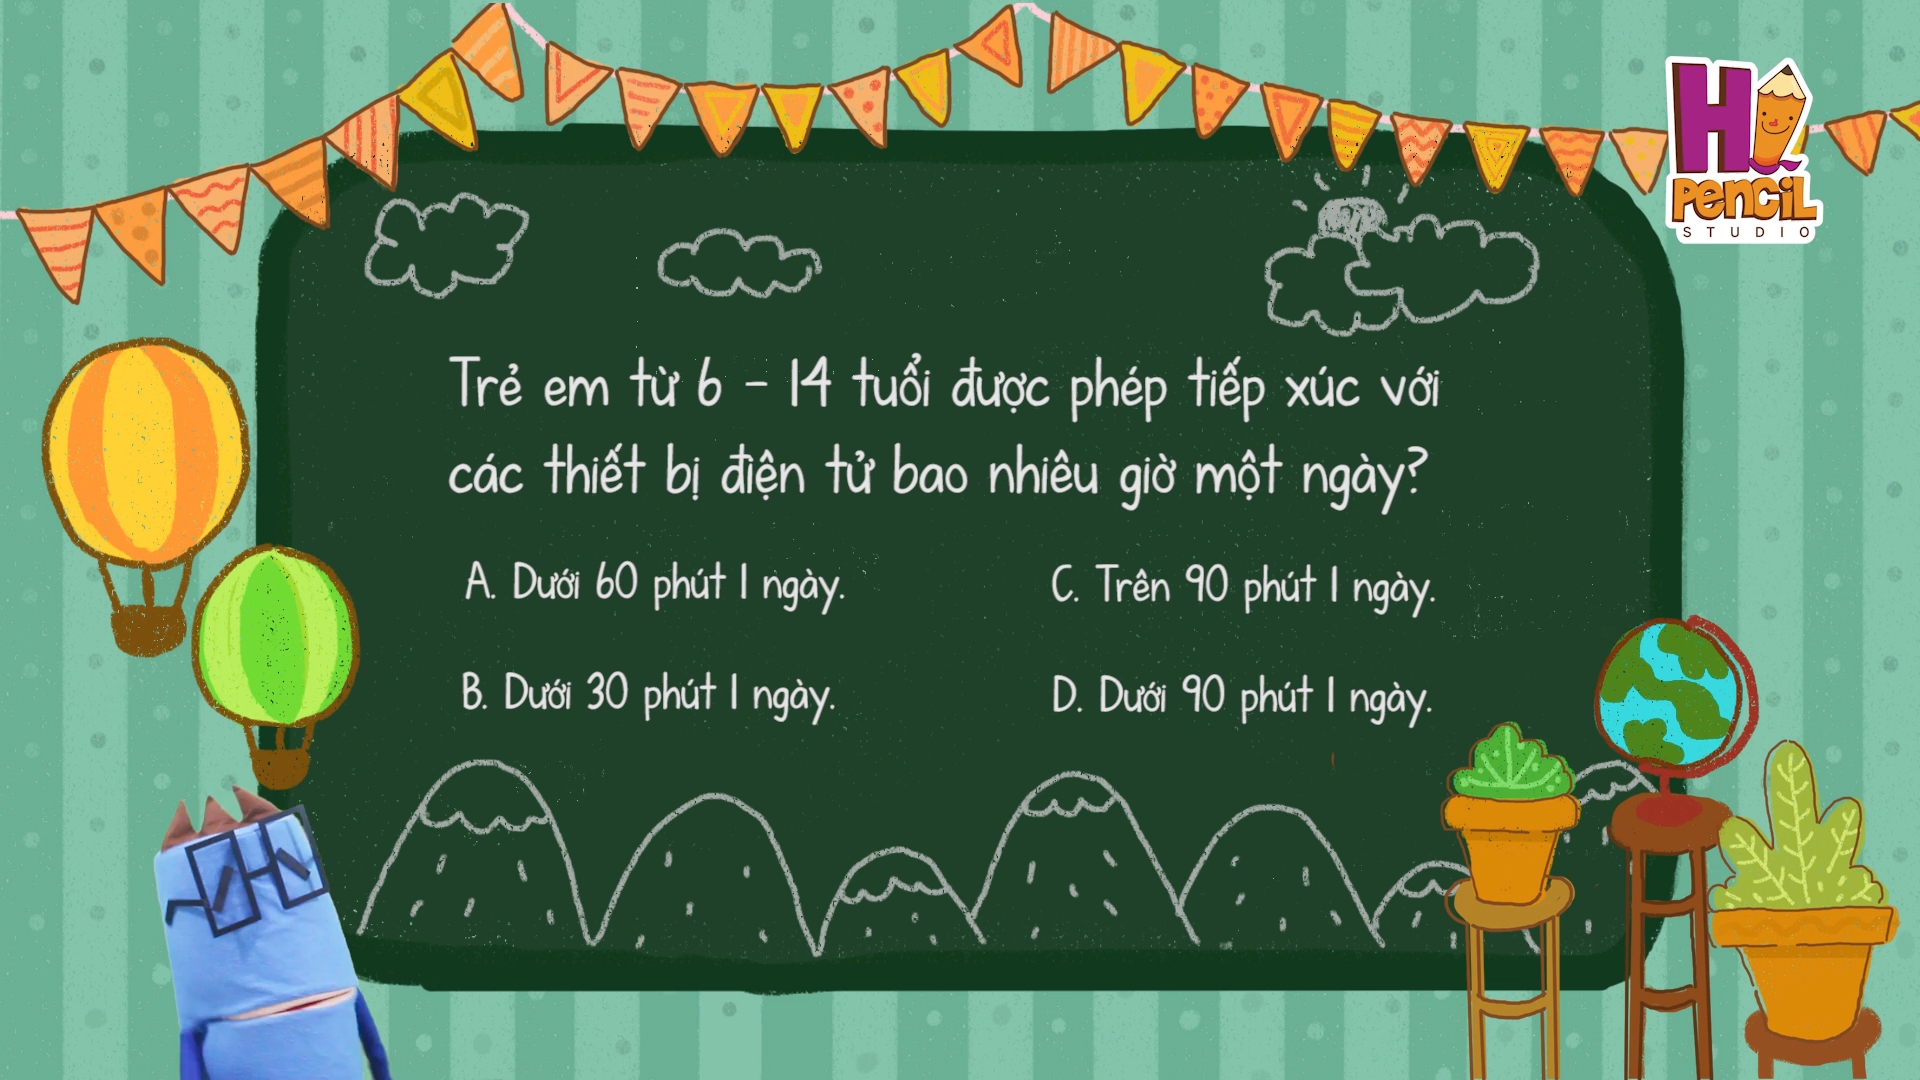 Hi
PENCIL
STUDIO
Trẻ em từ 6 - 14 tuổi được phép tiếp xúc với
các thiết bị điện tử bao nhiêu giờ một ngày?
A. Dưới 60 phút 1 ngày.
B. Dưới 30 phút 1 ngày.
C. Trên 90 phút 1 ngày.
D. Dưới 90 phút 1 ngày.